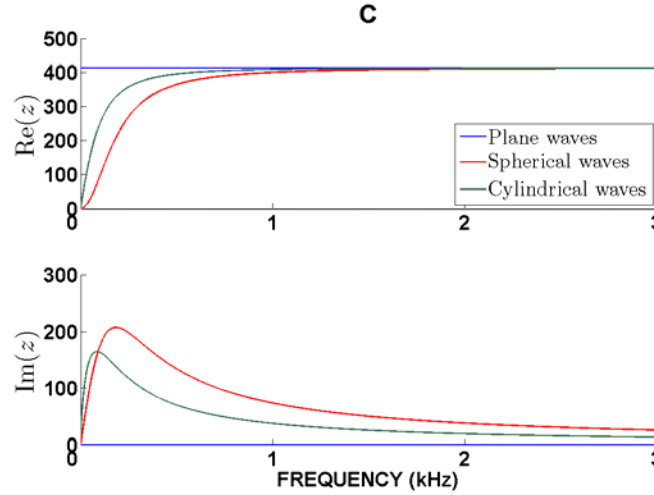 C
500
400
300
200
100
0
Re(z)
0
1
2
3
Plane waves
Spherical waves
Cylindrical waves
300
200
100
0
Im(z)
0
1
2
3
FREQUENCY (kHz)